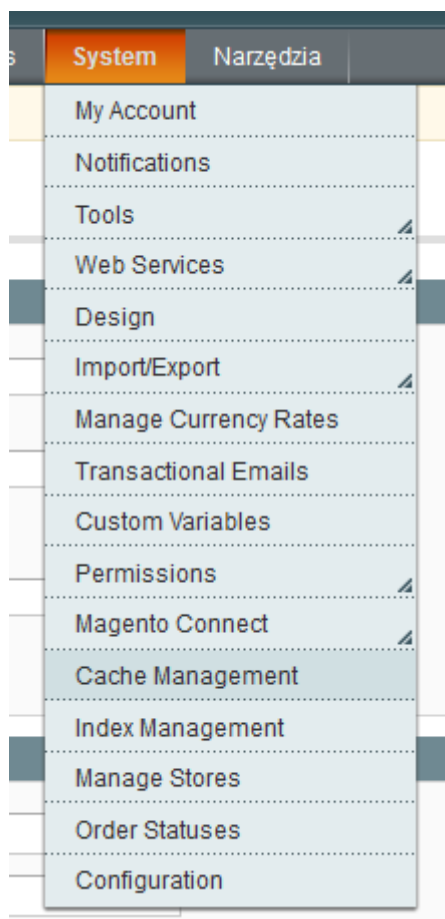 s
System
Narzędzia
My Account
Notifications
Tools
Web Services
Design
Import/Export
Manage Currency Rates
Transactional Emails
Custom Variables
Permissions
Magento Connect
Cache Management
Index Management
Manage Stores
Order Statuses
Configuration